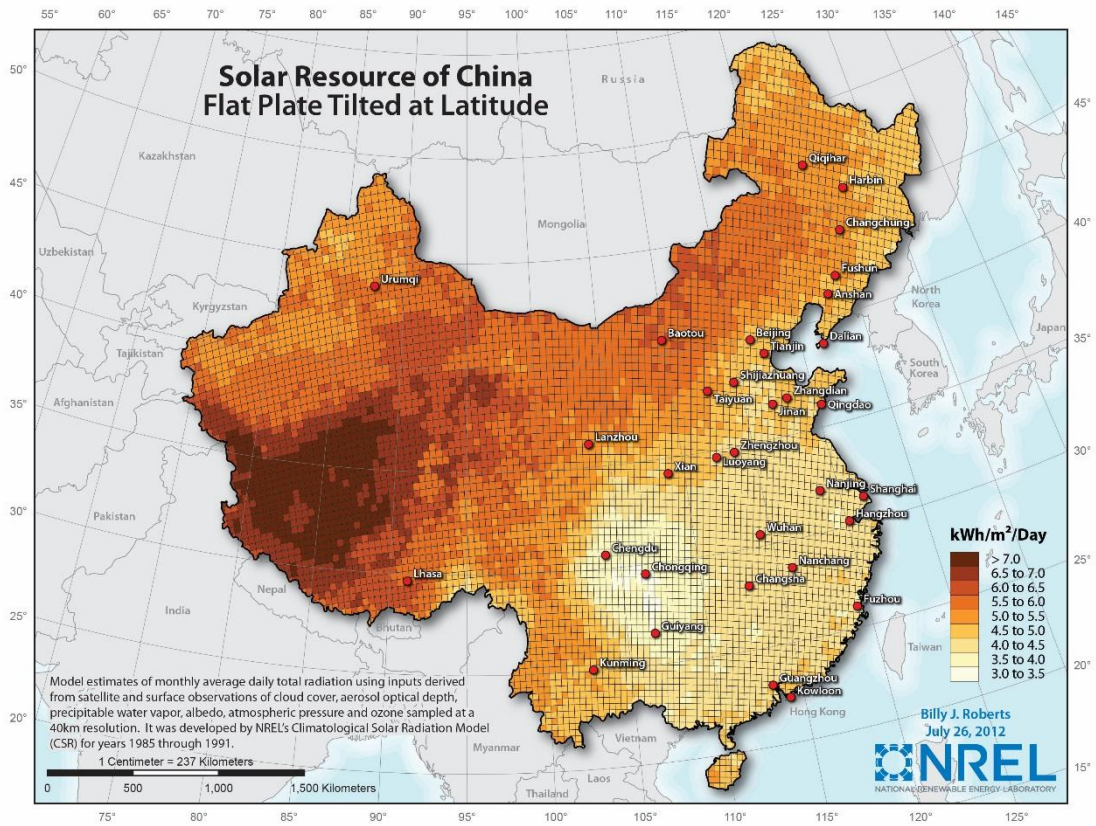 55° 60° 65° 70° 75° 80° 85° 90° 95° 100° 105° 110° 115° 120° 125° 130° 135° 140° 145°
Solar Resource of China
Flat Plate Tilted at Latitude
Russia
50°
45°
Kazakhstan
Qiqihar
Harbin
45°
Mongolia
Changchung
40°
Uzbekistan
Urumqi
Fushun
Anshan
North
Korea
40°
Kyrgyzstan
Baotou
Beijing
Dalian
Japan
Tianjin
35°
Tajikistan
South
Korea
Shijiazhuang
Zhangdian
Taiyuan
Jinan
Qingdao
35°
Afghanistan
Lanzhou
Zhengzhou
Luoyang
30°
Xian
Nanjing
Shanghai
30°
Pakistan
Hangzhou
Wuhan
kWh/m²/Day
Chengdu
> 7.0
6.5 to 7.0
6.0 to 6.5
5.5 to 6.0
5.0 to 5.5
4.5 to 5.0
4.0 to 4.5
3.5 to 4.0
3.0 to 3.5
25°
Nanchang
Chongqing
Lhasa
Changsha
Nepal
25°
India
Fuzhou
Bhutan
Guiyang
Taiwan
20°
Kunming
Guangzhou
Kowloon
Hong Kong
Model estimates of monthly average daily total radiation using inputs derived
from satellite and surface observations of cloud cover, aerosol optical depth,
precipitable water vapor, albedo, atmospheric pressure and ozone sampled at a
40km resolution. It was developed by NREL's Climatological Solar Radiation Model
(CSR) for years 1985 through 1991.
20°
Billy J. Roberts
July 26, 2012
Myanmar
Vietnam
Laos
Thailand
1 Centimeter = 237 Kilometers
0 500 1,000 1,500 Kilometers
15°
NREL
NATIONAL RENEWABLE ENERGY LABORATORY
75° 80° 85° 90° 95° 100° 105° 110° 115° 120° 125°